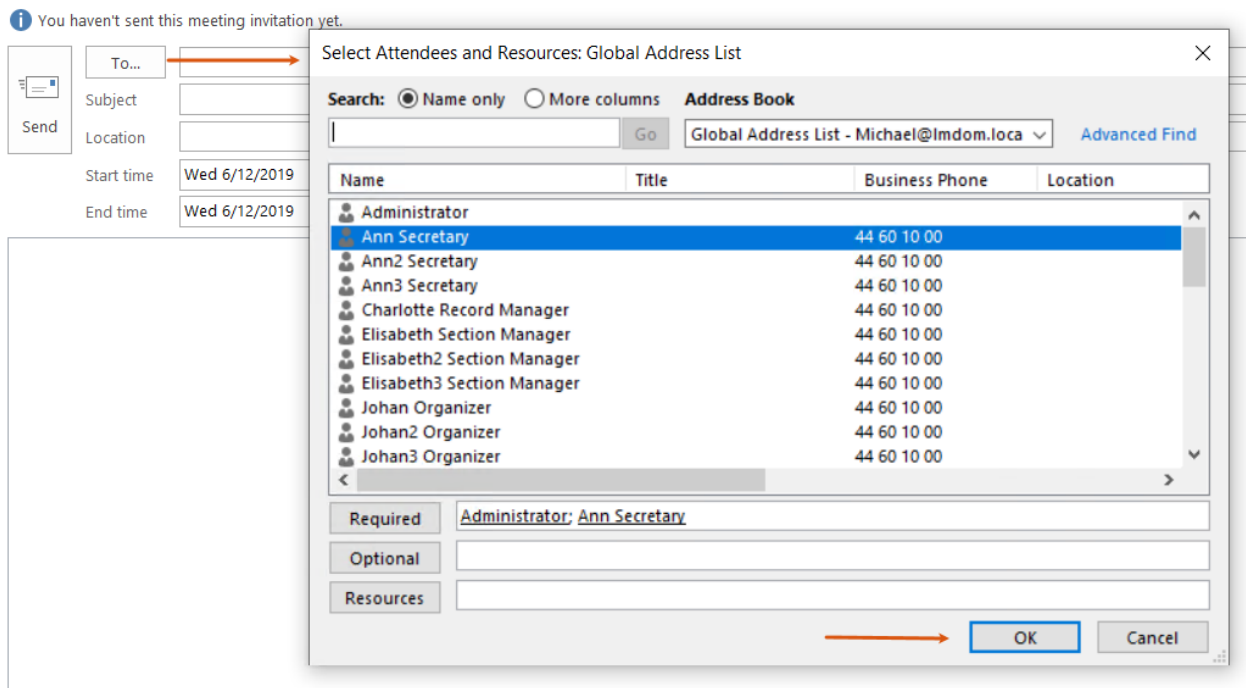 You haven't sent this meeting invitation yet.
Send
To...
Subject
Location
Start time Wed 6/12/2019
End time Wed 6/12/2019
Select Attendees and Resources: Global Address List
Search: Name only More columns Address Book
Go Global Address List - Michael@lmdom.loca Advanced Find
Name Title Business Phone Location
Administrator
Ann Secretary 44 60 10 00
Ann2 Secretary 44 60 10 00
Ann3 Secretary 44 60 10 00
Charlotte Record Manager 44 60 10 00
Elisabeth Section Manager 44 60 10 00
Elisabeth2 Section Manager 44 60 10 00
Elisabeth3 Section Manager 44 60 10 00
Johan Organizer 44 60 10 00
Johan2 Organizer 44 60 10 00
Johan3 Organizer 44 60 10 00
Required Administrator; Ann Secretary
Optional
Resources
OK Cancel